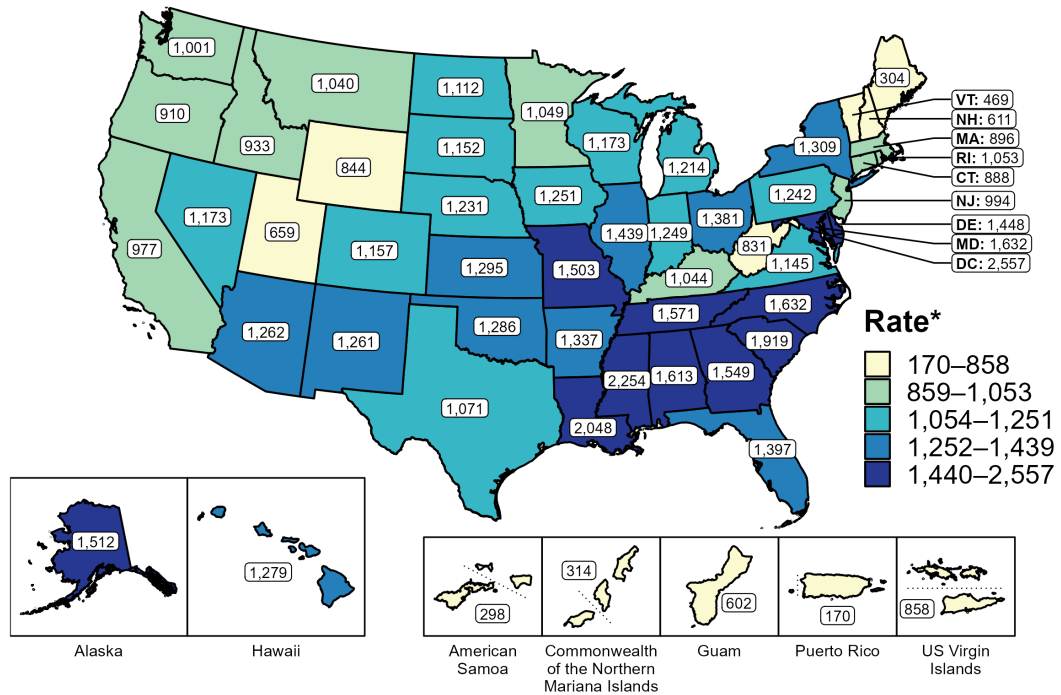 1,001
1,040
1,112
1,049
304
910
933
844
1,152
1,173
1,214
1,309
VT: 469
NH: 611
MA: 896
RI: 1,053
CT: 888
NJ: 994
DE: 1,448
MD: 1,632
DC: 2,557
977
1,173
659
1,157
1,231
1,251
1,439
1,249
1,381
1,242
831
1,145
1,295
1,503
1,044
1,262
1,261
1,286
1,337
1,571
1,632
1,919
1,071
2,048
2,254
1,613
1,549
1,397
Rate*
170–858
859–1,053
1,054–1,251
1,252–1,439
1,440–2,557
1,512
1,279
298
314
602
170
858
Alaska
Hawaii
American
Samoa
Commonwealth
of the Northern
Mariana Islands
Guam
Puerto Rico
US Virgin
Islands